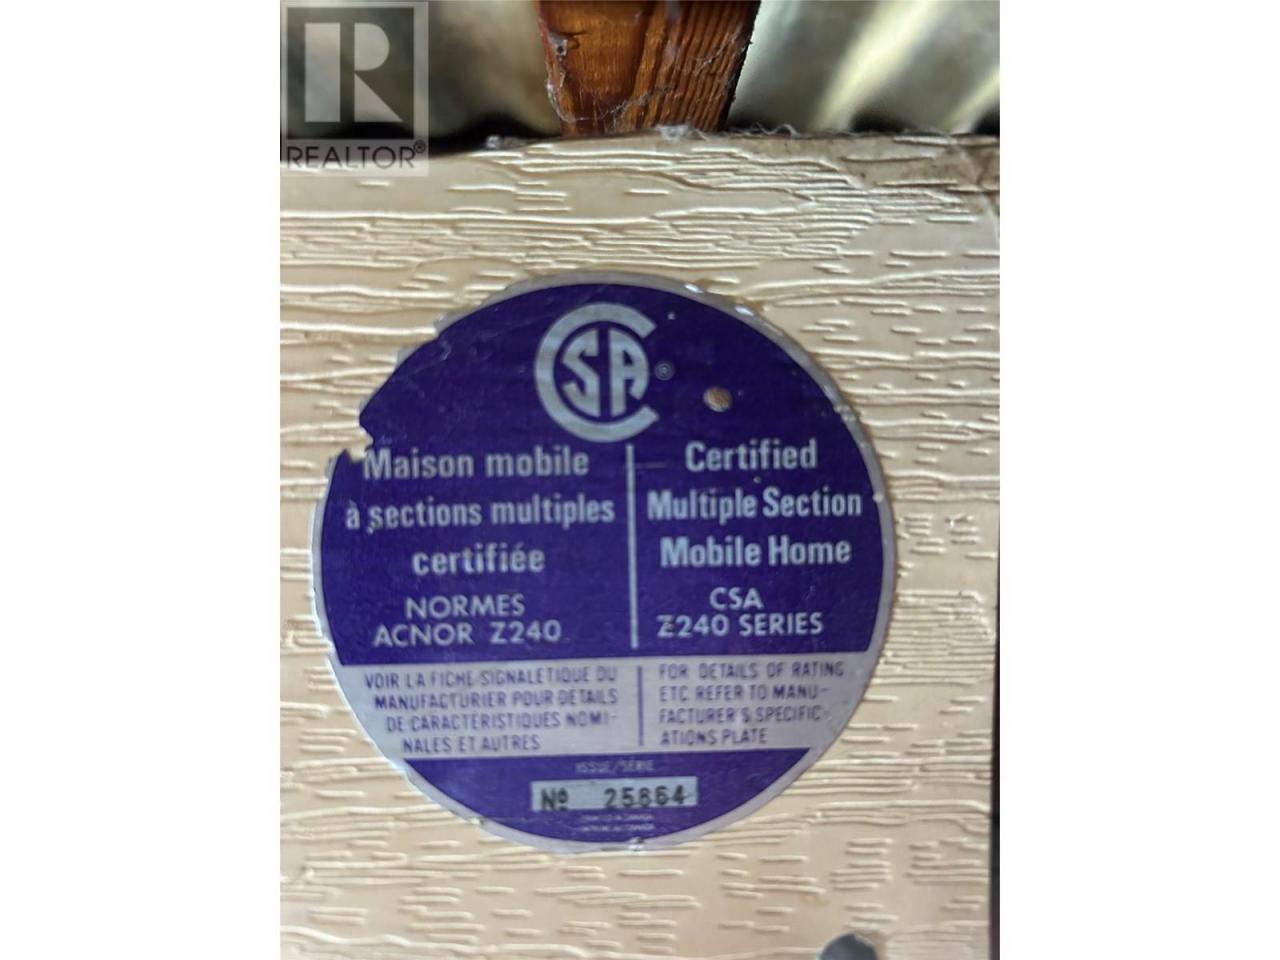 REALTOR®
CSA®
Maison mobile
à sections multiples
certifiée
NORMES
ACNOR Z240
Certified
Multiple Section
Mobile Home
CSA
Z240 SERIES
VOIR LA FICHE SIGNALETIQUE DU
MANUFACTURIER POUR DETAILS
DE CARACTERISTIQUES NOMI-
NALES ET AUTRES
FOR DETAILS OF RATING
ETC REFER TO MANU-
FACTURER'S SPECIFIC-
ATIONS PLATE
ISSUE/SÉRIE
Nº 25864